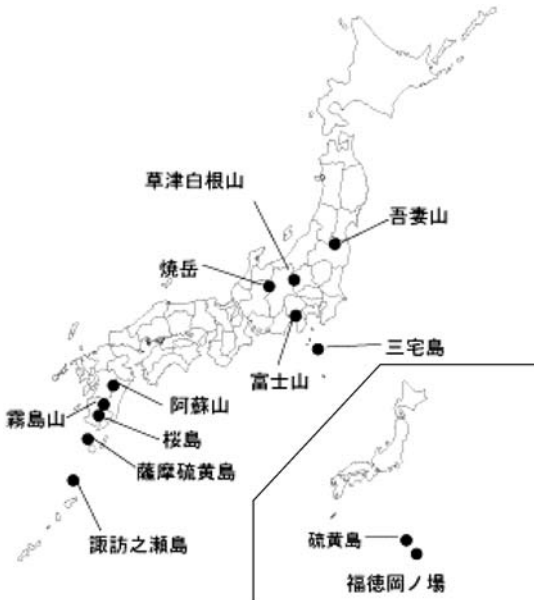 草津白根山
吾妻山
焼岳
三宅島
富士山
阿蘇山
霧島山
桜島
薩摩硫黄島
諏訪之瀬島
硫黄島
福徳岡ノ場